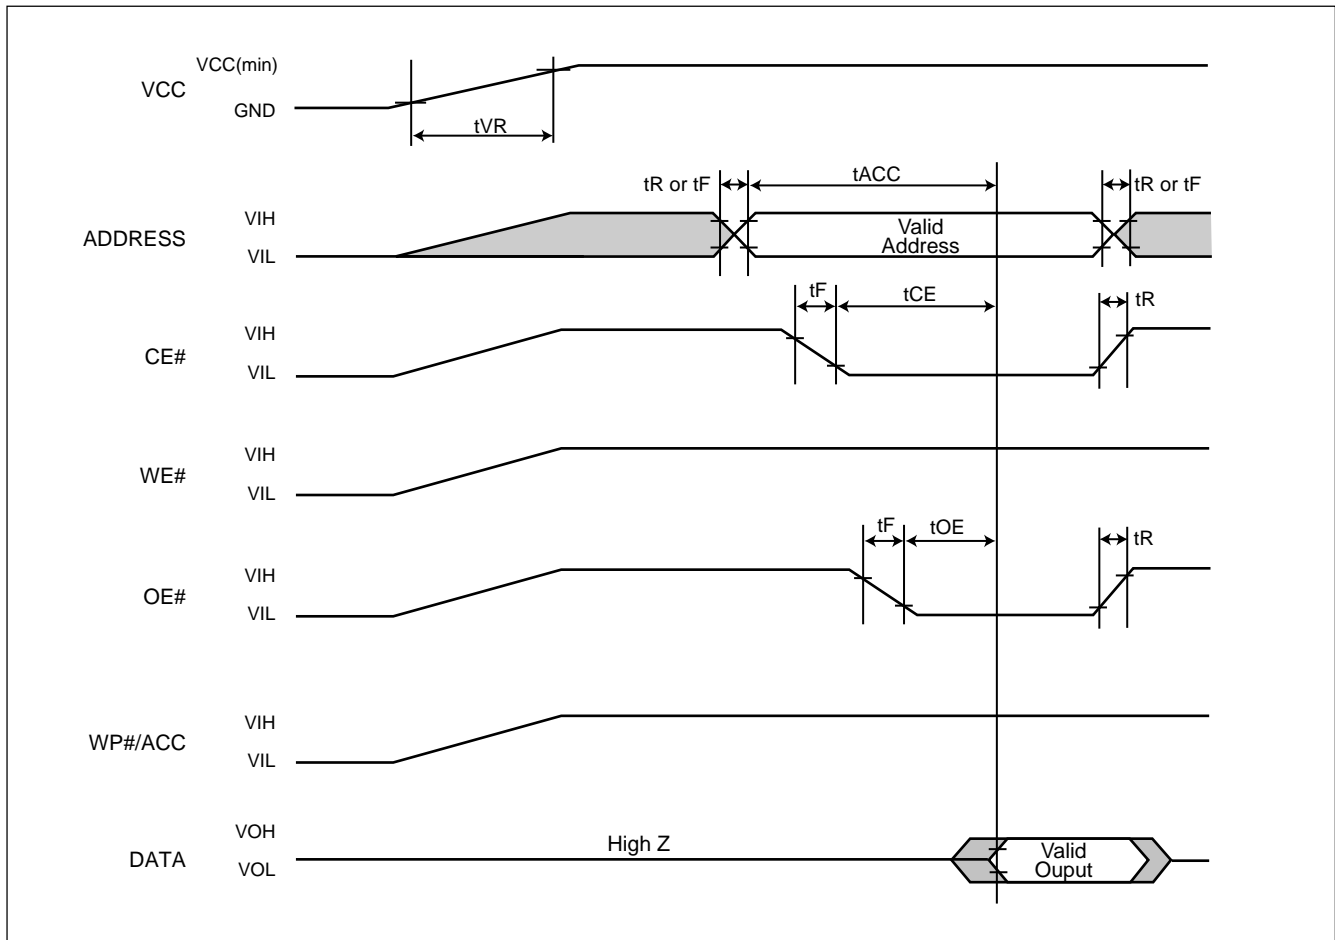 VCC(min)
VCC
GND
tVR
tR or tF
tACC
tR or tF
VIH
ADDRESS
VIL
Valid
Address
tF
tCE
tR
VIH
CE#
VIL
VIH
WE#
VIL
tF
tOE
tR
VIH
OE#
VIL
VIH
WP#/ACC
VIL
VOH
DATA
VOL
High Z
Valid
Ouput